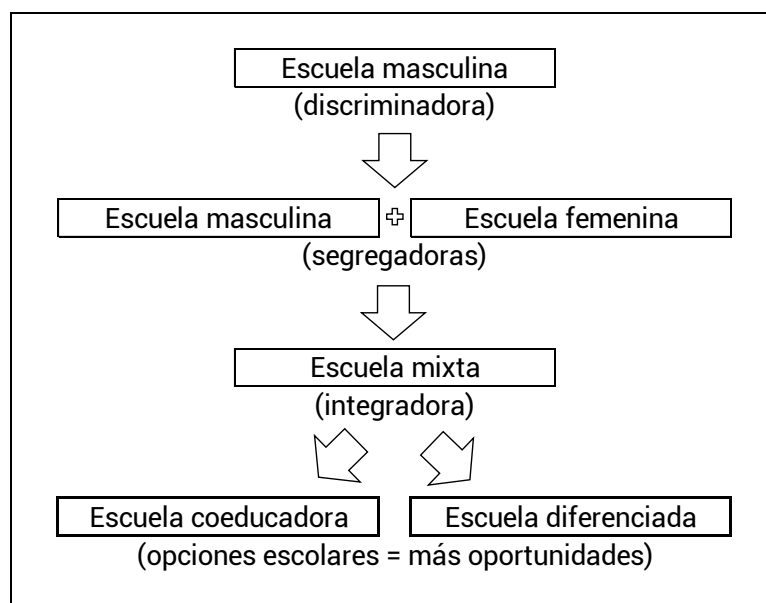 Escuela masculina
(discriminadora)
Escuela masculina Escuela femenina
(segregadoras)
Escuela mixta
(integradora)
Escuela coeducadora Escuela diferenciada
(opciones escolares = más oportunidades)